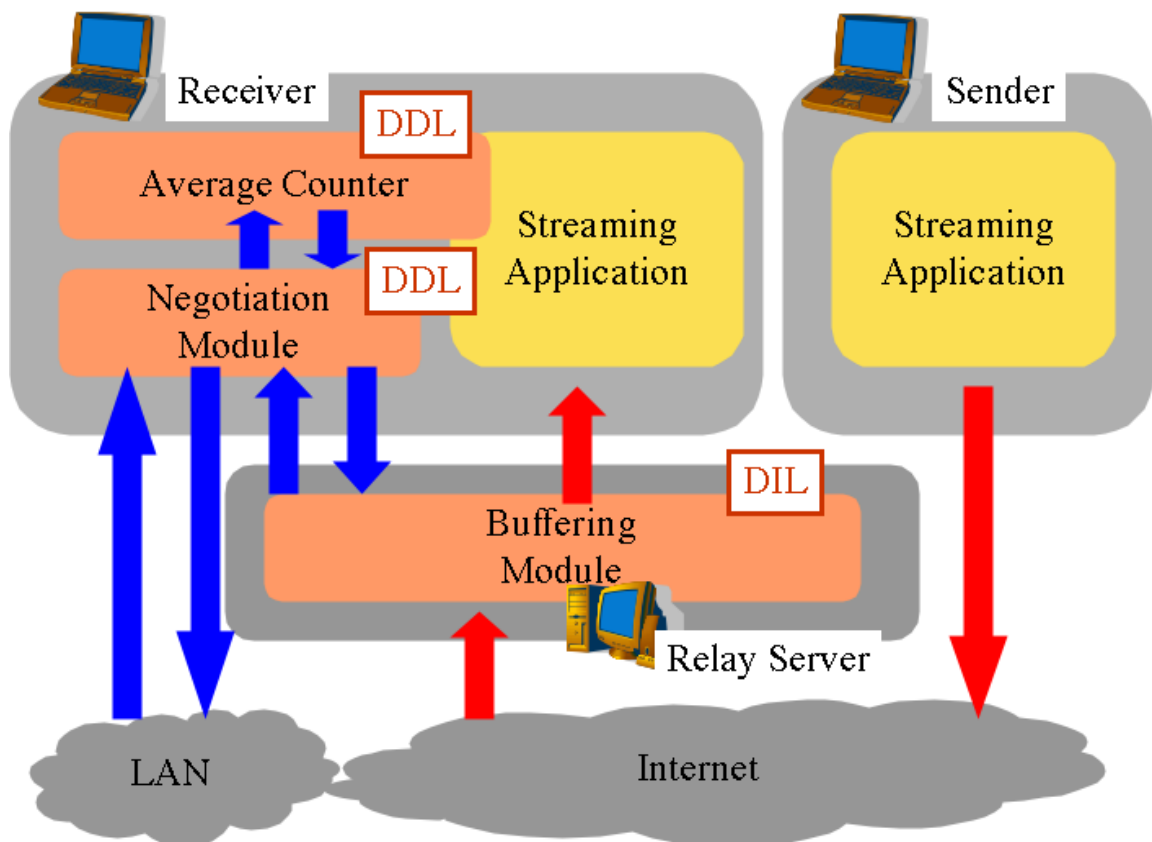 Receiver
Sender
DDL
Average Counter
Streaming
Application
Streaming
Application
DDL
Negotiation
Module
DIL
Buffering
Module
Relay Server
LAN
Internet